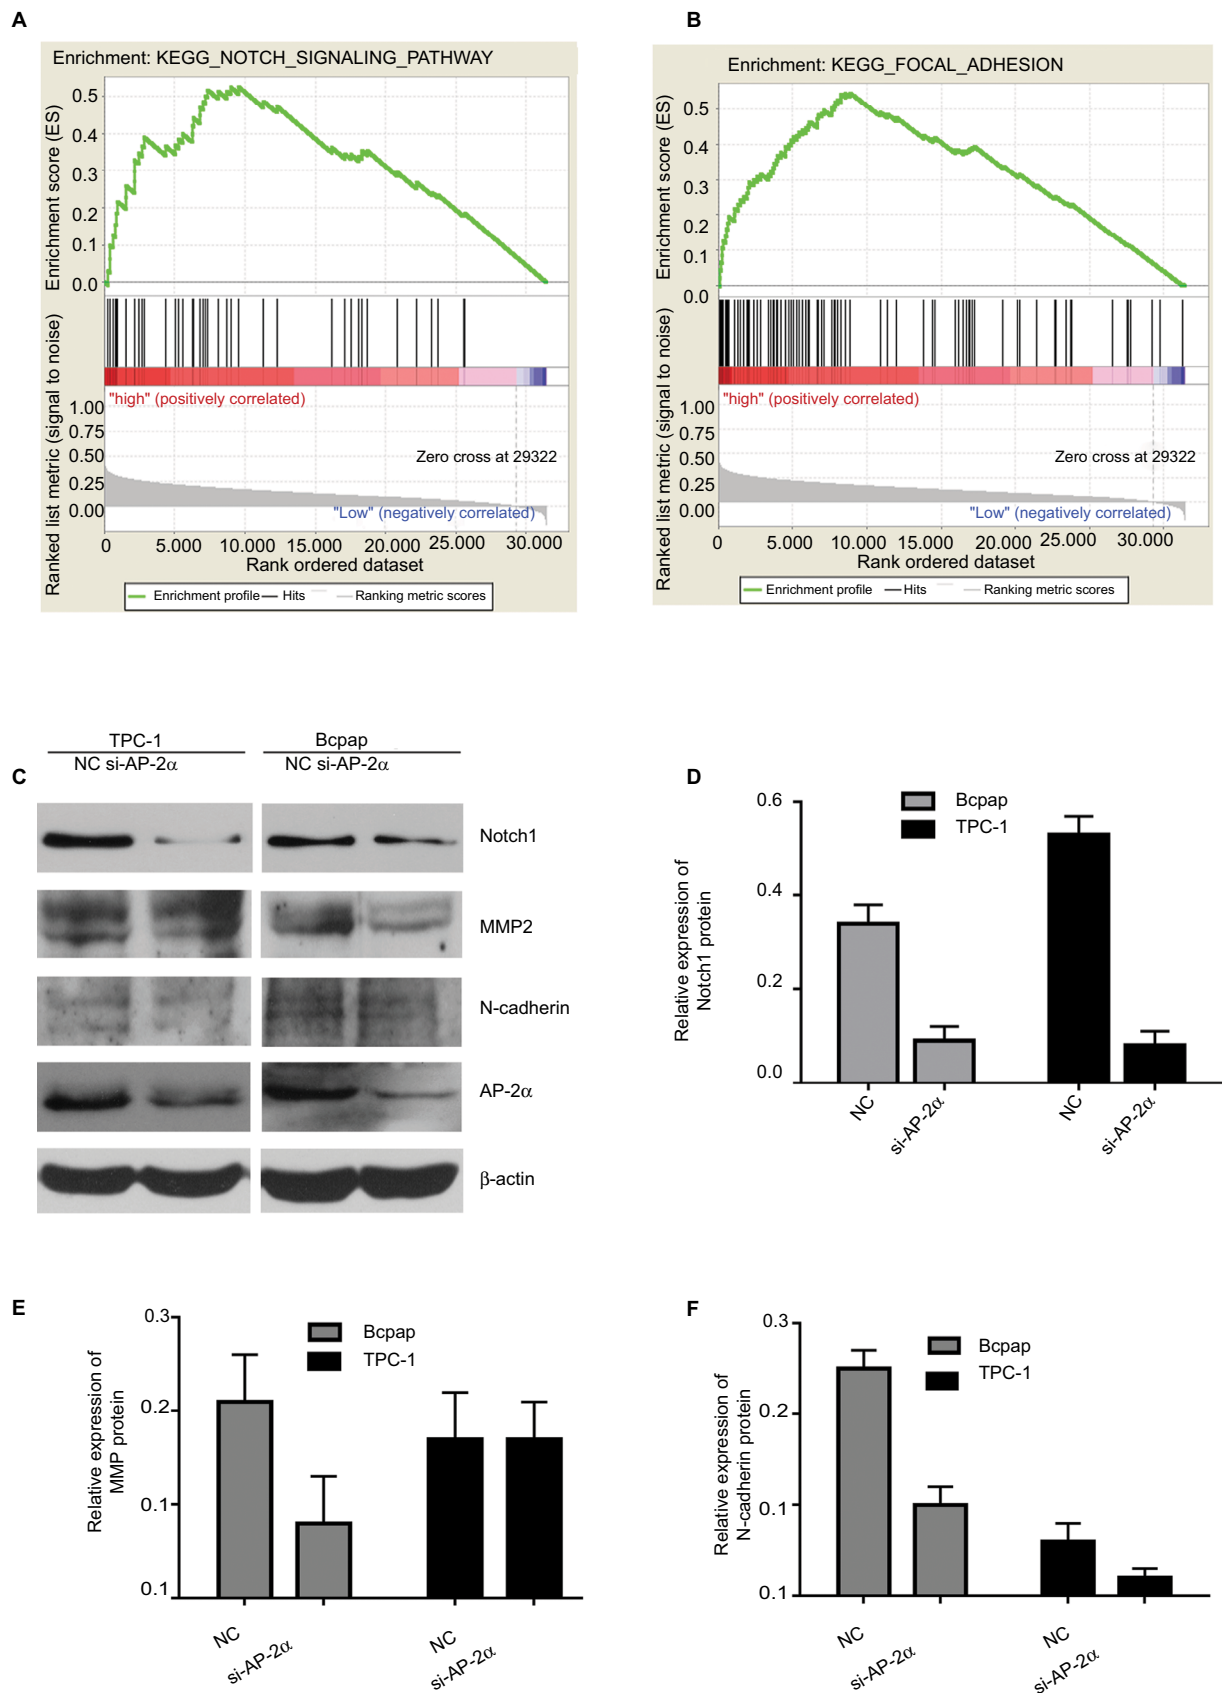 A
Enrichment: KEGG_NOTCH_SIGNALING_PATHWAY
Enrichment score (ES)
0.5
0.4
0.3
0.2
0.1
0.0
Ranked list metric (signal to noise)
"high" (positively correlated)
1.00
0.75
0.50
0.25
0.00
Zero cross at 29322
"Low" (negatively correlated)
0 5.000 10.000 15.000 20.000 25.000 30.000
Rank ordered dataset
Enrichment profile Hits Ranking metric scores
B
Enrichment: KEGG_FOCAL_ADHESION
Enrichment score (ES)
0.5
0.4
0.3
0.2
0.1
0.0
Ranked list metric (signal to noise)
"high" (positively correlated)
1.00
0.75
0.50
0.25
0.00
Zero cross at 29322
"Low" (negatively correlated)
0 5.000 10.000 15.000 20.000 25.000 30.000
Rank ordered dataset
Enrichment profile Hits Ranking metric scores
C
TPC-1 Bcpap
NC si-AP-2α NC si-AP-2α
Notch1
MMP2
N-cadherin
AP-2α
β-actin
D
Relative expression of
Notch1 protein
0.6
0.4
0.2
0.0
Bcpap
TPC-1
NC si-AP-2α NC si-AP-2α
E
Relative expression of
MMP protein
0.3
0.2
0.1
0.1
Bcpap
TPC-1
NC si-AP-2α NC si-AP-2α
F
Relative expression of
N-cadherin protein
0.3
0.2
0.1
0.1
Bcpap
TPC-1
NC si-AP-2α NC si-AP-2α